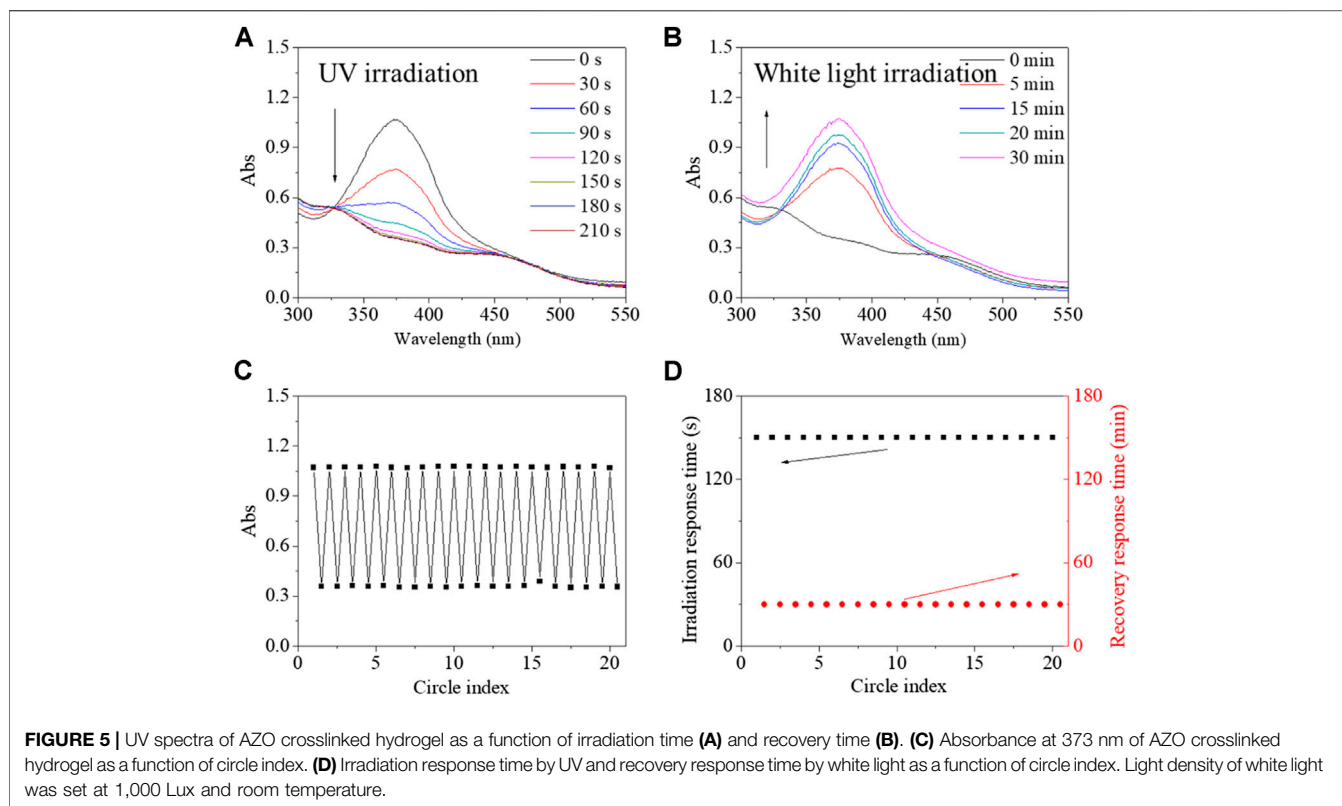 A
UV irradiation
0 s
30 s
60 s
90 s
120 s
150 s
180 s
210 s
1.5
1.2
0.9
0.6
0.3
0.0
Abs
300 350 400 450 500 550
Wavelength (nm)
B
White light irradiation
0 min
5 min
15 min
20 min
30 min
1.5
1.2
0.9
0.6
0.3
0.0
Abs
300 350 400 450 500 550
Wavelength (nm)
C
1.5
1.2
0.9
0.6
0.3
0.0
Abs
0 5 10 15 20
Circle index
D
180
150
120
90
60
30
0
Irradiation response time (s)
180
150
120
90
60
30
0
Recovery response time (min)
0 5 10 15 20
Circle index
FIGURE 5 | UV spectra of AZO crosslinked hydrogel as a function of irradiation time (A) and recovery time (B). (C) Absorbance at 373 nm of AZO crosslinked
hydrogel as a function of circle index. (D) Irradiation response time by UV and recovery response time by white light as a function of circle index. Light density of white light
was set at 1,000 Lux and room temperature.